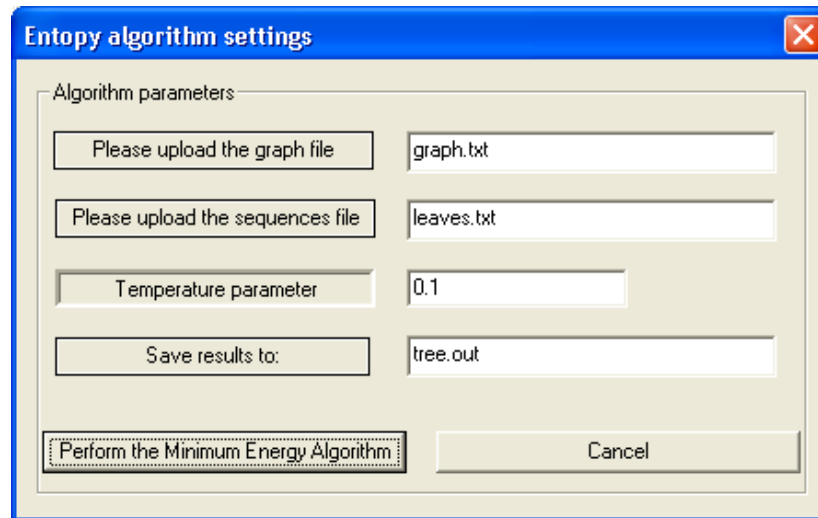 Entopy algorithm settings
Algorithm parameters
Please upload the graph file
graph.txt
Please upload the sequences file
leaves.txt
Temperature parameter
0.1
Save results to:
tree.out
Perform the Minimum Energy Algorithm
Cancel